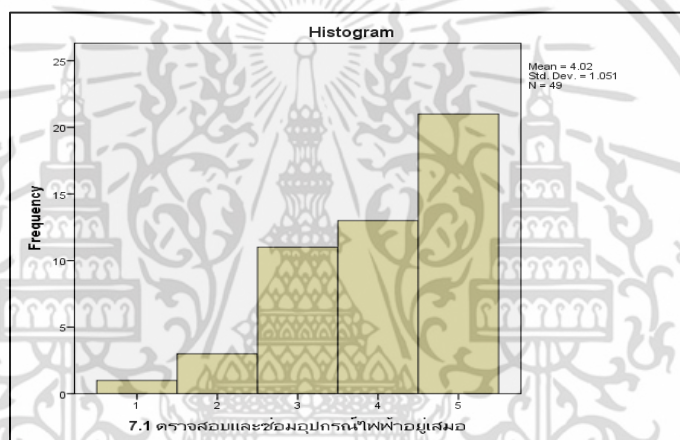 Histogram
Mean = 4.02
Std. Dev. = 1.051
N = 49
25
20
15
10
5
0
Frequency
1 2 3 4 5
7.1 ตรวจสอบและซ่อมอุปกรณ์ไฟฟ้าอยู่เสมอ